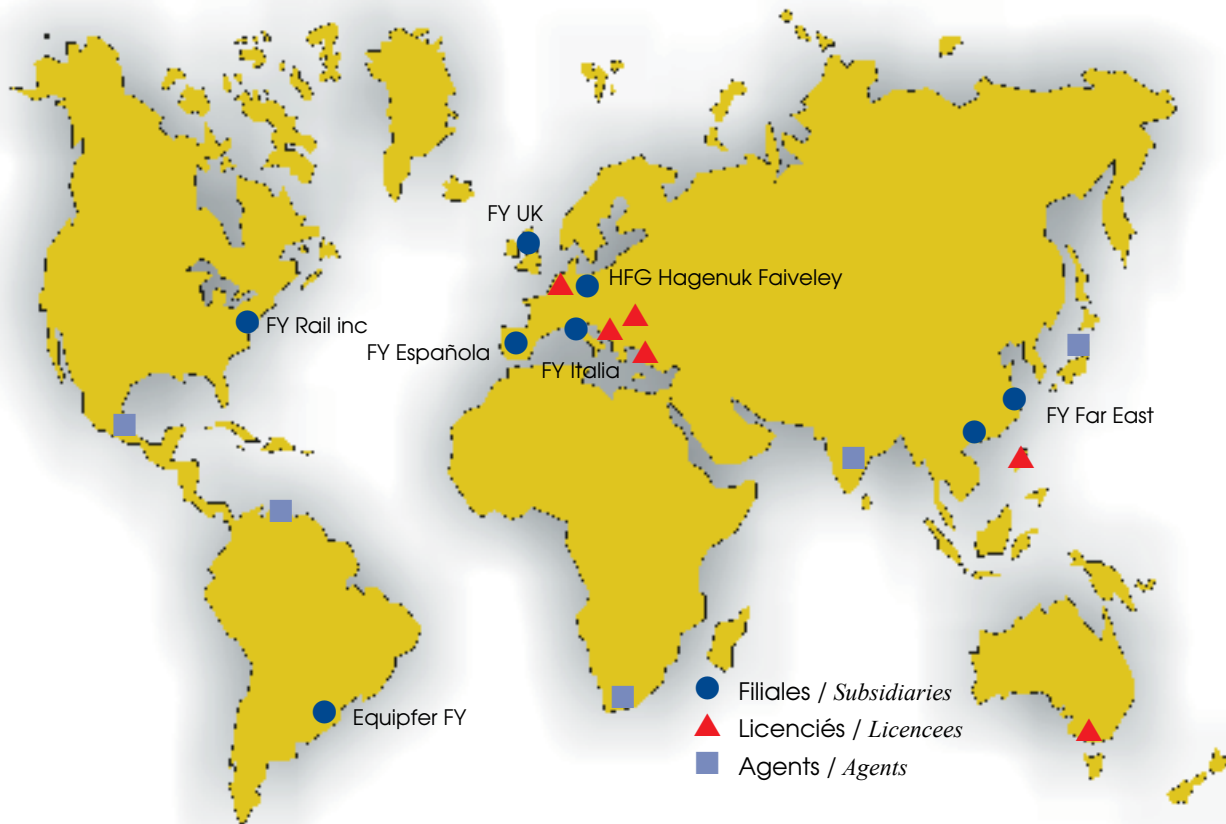 FY UK
HFG Hagenuk Faiveley
FY Rail inc
FY Española
FY Italia
FY Far East
Equipfer FY
Filiales / Subsidiaries
Licenciés / Licencees
Agents / Agents